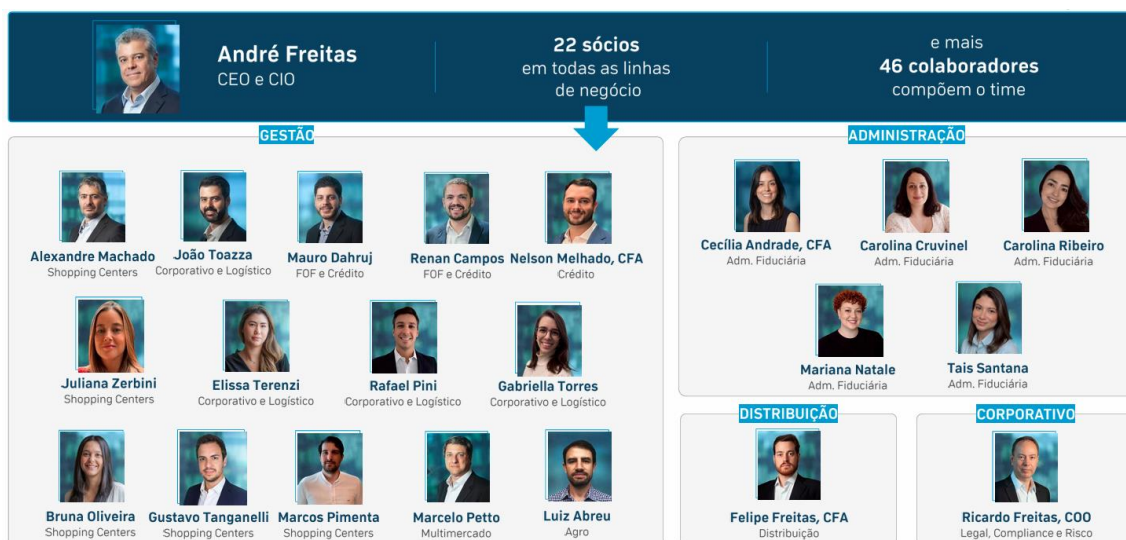 André Freitas
CEO e CIO
22 sócios
em todas as linhas
de negócio
e mais
46 colaboradores
compõem o time
GESTÃO
Alexandre Machado
Shopping Centers
João Toazza
Corporativo e Logístico
Mauro Dahruj
FOF e Crédito
Renan Campos
FOF e Crédito
Nelson Melhado, CFA
Crédito
Juliana Zerbini
Shopping Centers
Elissa Terenzi
Corporativo e Logístico
Rafael Pini
Corporativo e Logístico
Gabriella Torres
Corporativo e Logístico
Bruna Oliveira
Shopping Centers
Gustavo Tanganelli
Shopping Centers
Marcos Pimenta
Shopping Centers
Marcelo Petto
Multimercado
Luiz Abreu
Agro
ADMINISTRAÇÃO
Cecília Andrade, CFA
Adm. Fiduciária
Carolina Cruvinel
Adm. Fiduciária
Carolina Ribeiro
Adm. Fiduciária
Mariana Natale
Adm. Fiduciária
Tais Santana
Adm. Fiduciária
DISTRIBUIÇÃO
Felipe Freitas, CFA
Distribuição
CORPORATIVO
Ricardo Freitas, COO
Legal, Compliance e Risco